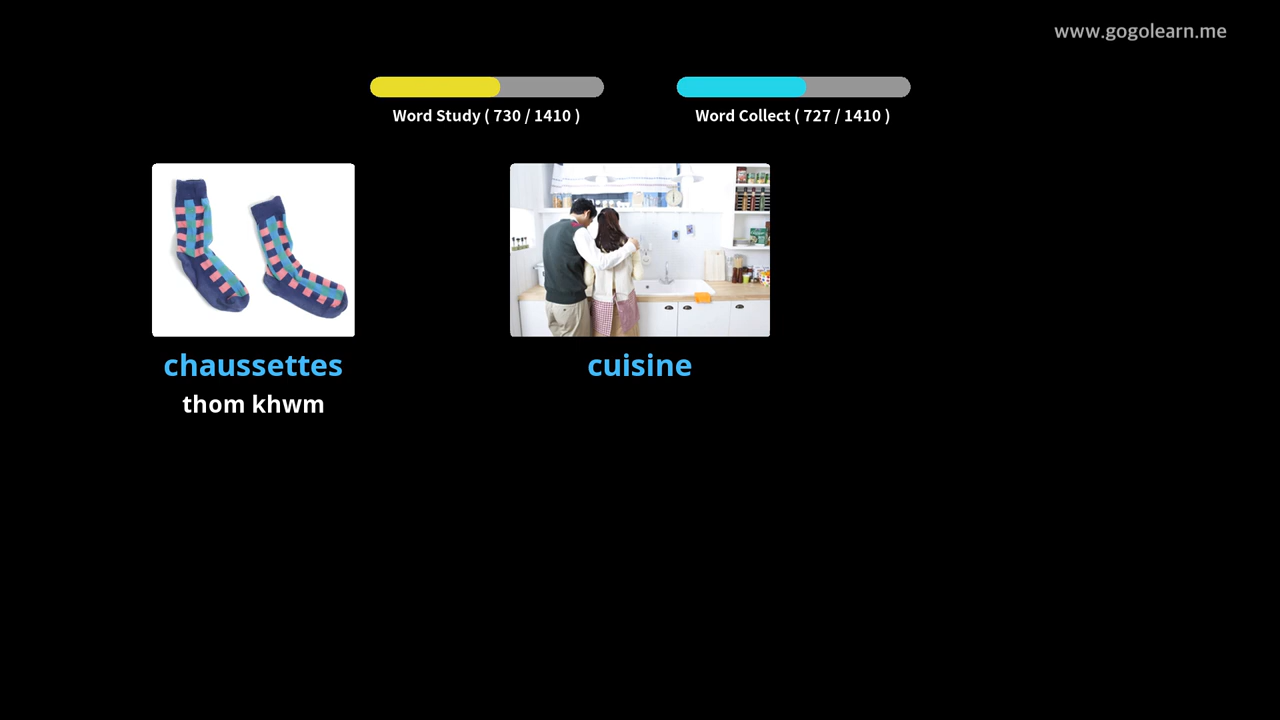 www.gogolearn.me
Word Study ( 730 / 1410 )
Word Collect ( 727 / 1410 )
chaussettes
thom khwm
cuisine